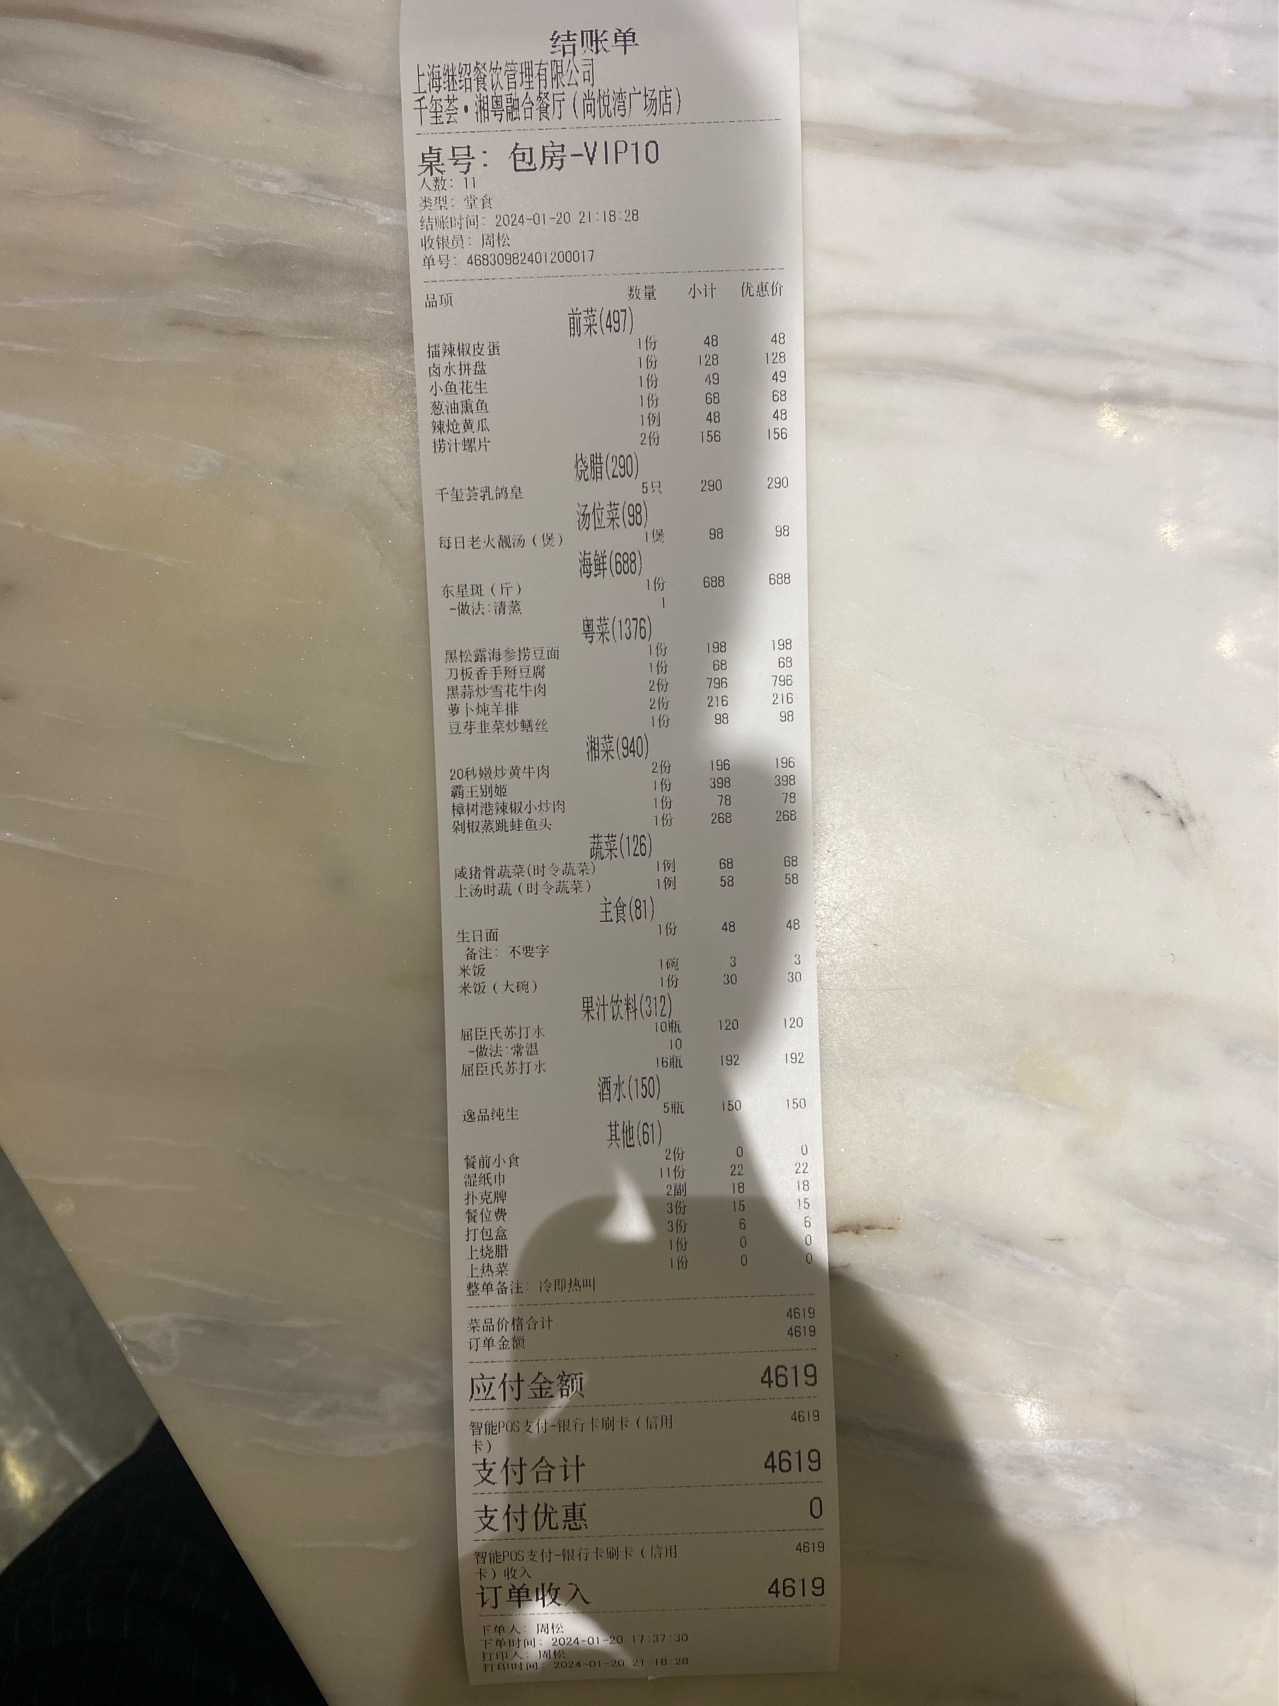 结账单
上海继绍餐饮管理有限公司
千玺荟•湘粤融合餐厅(尚悦湾广场店)
桌号: 包房-VIP10
人数: 11
类型: 堂食
结账时间: 2024-01-20 21:18:28
收银员: 周松
单号: 46830982401200017
品项 数量 小计 优惠价
前菜(497)
擂辣椒皮蛋 1份 48 48
卤水拼盘 1份 128 128
小鱼花生 1份 49 49
葱油熏鱼 1份 68 68
辣炝黄瓜 1例 48 48
捞汁螺片 2份 156 156
烧腊(290)
千玺荟乳鸽皇 5只 290 290
汤位菜(98)
每日老火靓汤(煲) 1煲 98 98
海鲜(688)
东星斑(斤) 1份 688 688
-做法:清蒸 1
粤菜(1376)
黑松露海参捞豆面 1份 198 198
刀板香手掰豆腐 1份 68 68
黑蒜炒雪花牛肉 2份 796 796
萝卜炖羊排 2份 216 216
豆芽韭菜炒鳝丝 1份 98 98
湘菜(940)
20秒嫩炒黄牛肉 2份 196 196
霸王别姬 1份 398 398
樟树港辣椒小炒肉 1份 78 78
剁椒蒸跳蛙鱼头 1份 268 268
蔬菜(126)
咸猪骨蔬菜(时令蔬菜) 1例 68 68
上汤时蔬(时令蔬菜) 1例 58 58
主食(81)
生日面 1份 48 48
备注: 不要字
米饭 1碗 3 3
米饭(大碗) 1份 30 30
果汁饮料(312)
屈臣氏苏打水 10瓶 120 120
-做法:常温 10
屈臣氏苏打水 16瓶 192 192
酒水(150)
逸品纯生 5瓶 150 150
其他(61)
餐前小食 2份 0 0
湿纸巾 11份 22 22
扑克牌 2副 18 18
餐位费 3份 15 15
打包盒 3份 6 6
上烧腊 1份 0 0
上热菜 1份 0 0
整单备注: 冷即热叫
菜品价格合计 4619
订单金额 4619
应付金额 4619
智能POS支付-银行卡刷卡(信用 4619
卡)
支付合计 4619
支付优惠 0
智能POS支付-银行卡刷卡(信用 4619
卡)收入
订单收入 4619
下单人: 周松
下单时间: 2024-01-20 17:37:30
打印人: 周松
打印时间: 2024-01-20 21:18:28